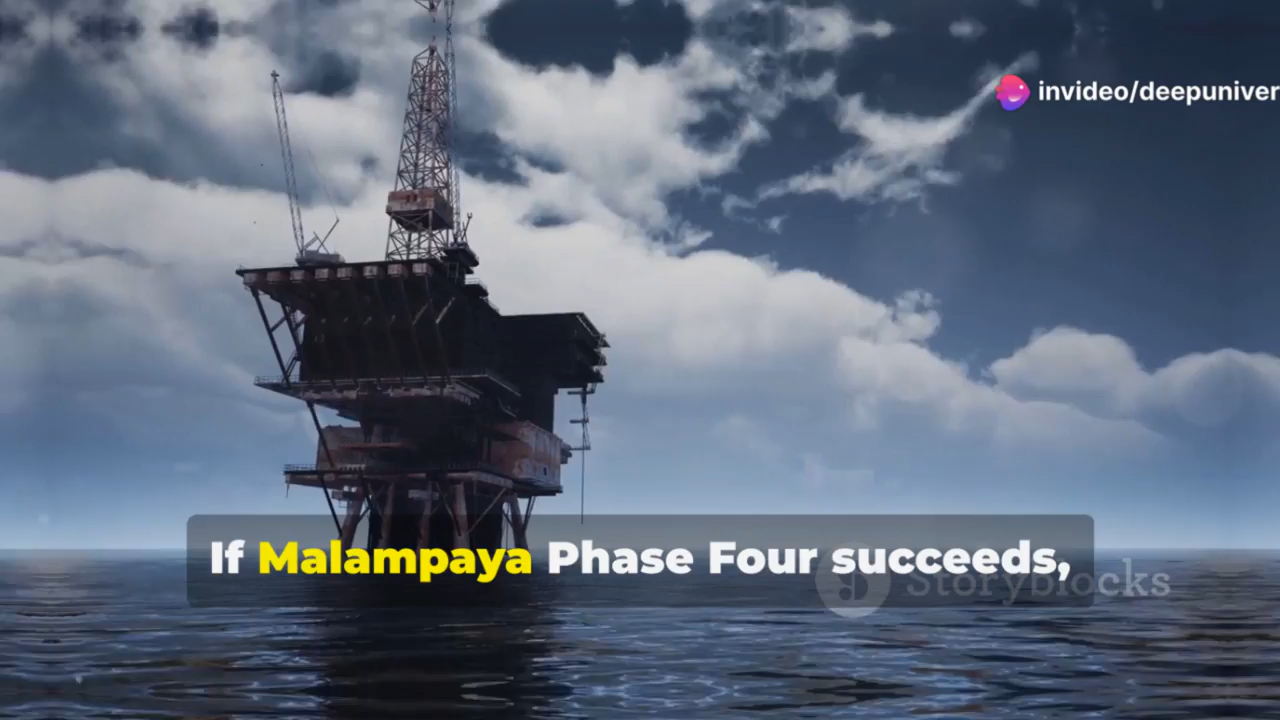 invideo/deepuniver
If Malampaya Phase Four succeeds,
Storyblocks